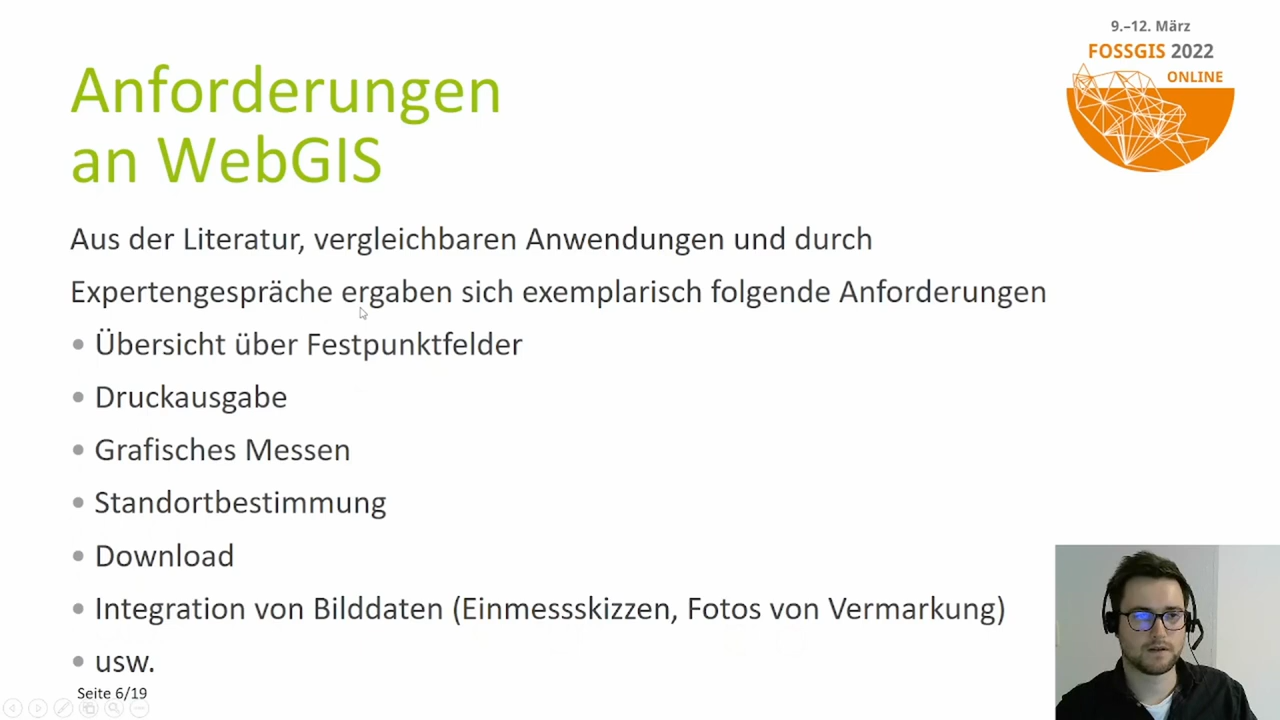 9.–12. März
FOSSGIS 2022
ONLINE
Anforderungen
an WebGIS
Aus der Literatur, vergleichbaren Anwendungen und durch
Expertengespräche ergaben sich exemplarisch folgende Anforderungen
• Übersicht über Festpunktfelder
• Druckausgabe
• Grafisches Messen
• Standortbestimmung
• Download
• Integration von Bilddaten (Einmessskizzen, Fotos von Vermarkung)
• usw.
Seite 6/19